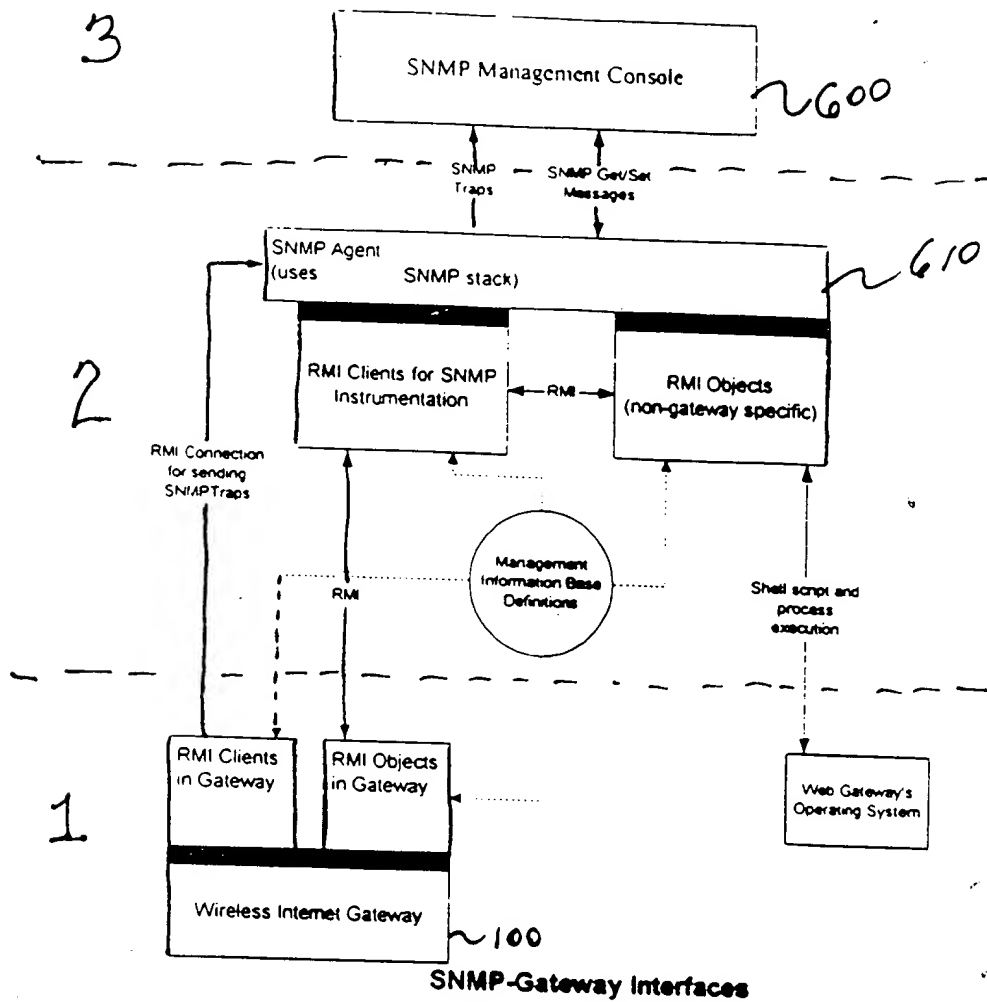 3
SNMP Management Console
600
SNMP
Traps
SNMP Get/Set
Messages
SNMP Agent
(uses SNMP stack)
610
2
RMI Clients for SNMP
Instrumentation
RMI
RMI Objects
(non-gateway specific)
RMI Connection
for sending
SNMPTraps
Management
Information Base
Definitions
RMI
Shell script and
process
execution
1
RMI Clients
in Gateway
RMI Objects
in Gateway
Web Gateway's
Operating System
Wireless Internet Gateway
100
SNMP-Gateway Interfaces